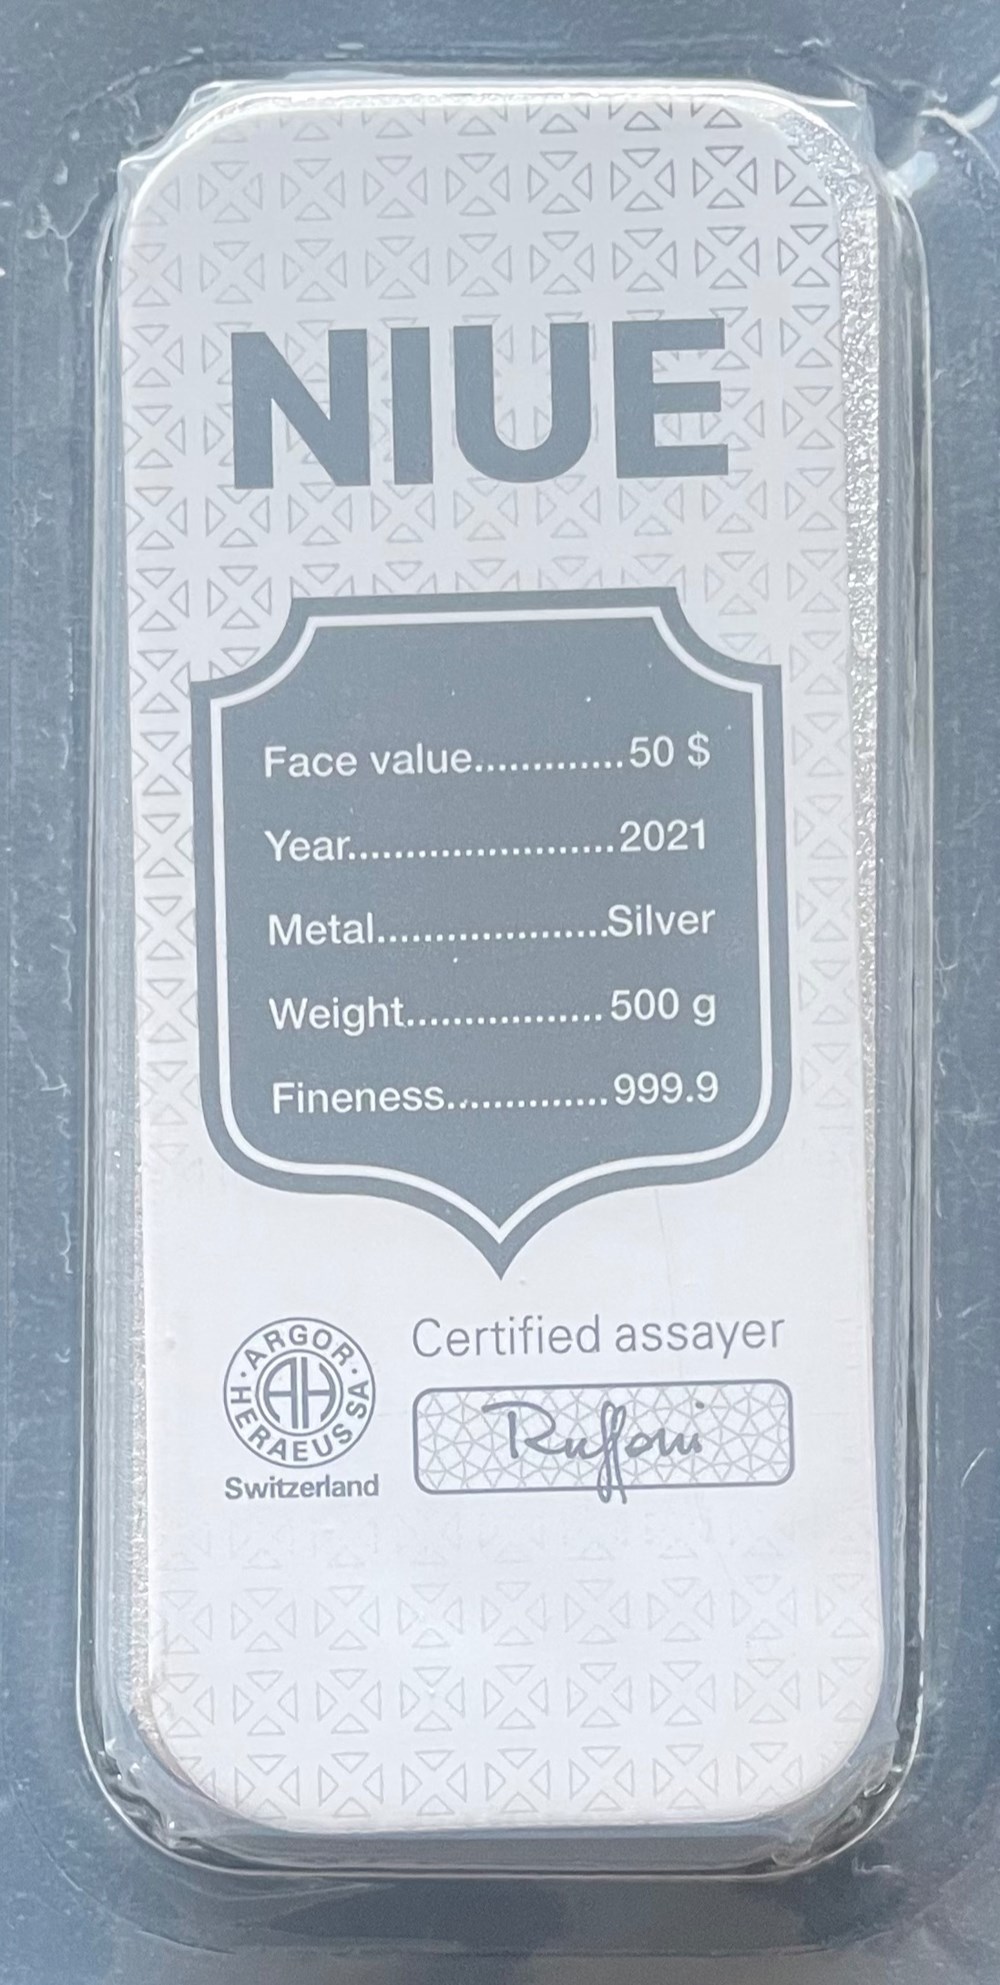 NIUE
Face value.............50 $
Year.......................2021
Metal....................Silver
Weight.................500 g
Fineness..............999.9
·ARGOR·
HERAEUS SA
AH
Switzerland
Certified assayer
Ruffoni